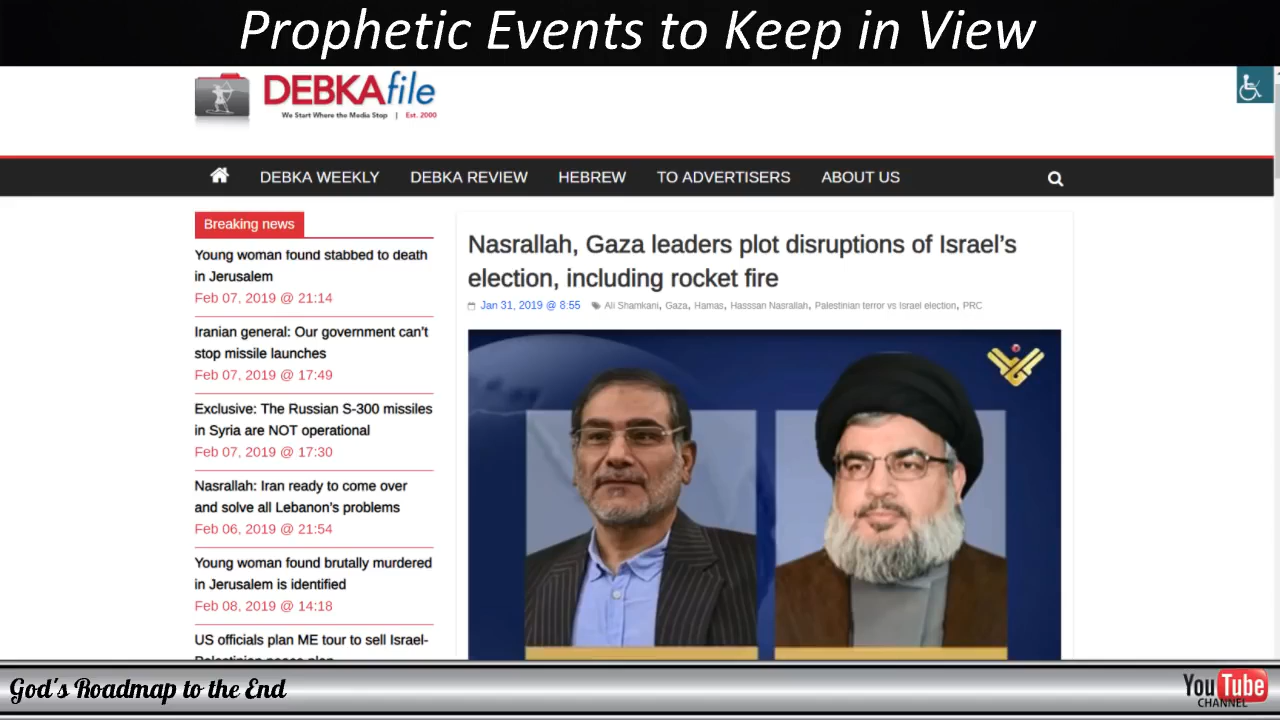 Prophetic Events to Keep in View
DEBKAfile
We Start Where the Media Stop | Est. 2000
DEBKA WEEKLY DEBKA REVIEW HEBREW TO ADVERTISERS ABOUT US
Breaking news
Young woman found stabbed to death
in Jerusalem
Feb 07, 2019 @ 21:14
Iranian general: Our government can't
stop missile launches
Feb 07, 2019 @ 17:49
Exclusive: The Russian S-300 missiles
in Syria are NOT operational
Feb 07, 2019 @ 17:30
Nasrallah: Iran ready to come over
and solve all Lebanon's problems
Feb 06, 2019 @ 21:54
Young woman found brutally murdered
in Jerusalem is identified
Feb 08, 2019 @ 14:18
US officials plan ME tour to sell Israel-
Palestinian peace plan
Nasrallah, Gaza leaders plot disruptions of Israel's
election, including rocket fire
Jan 31, 2019 @ 8:55 Ali Shamkani, Gaza, Hamas, Hasssan Nasrallah, Palestinian terror vs Israel election, PRC
God's Roadmap to the End
YouTube
CHANNEL